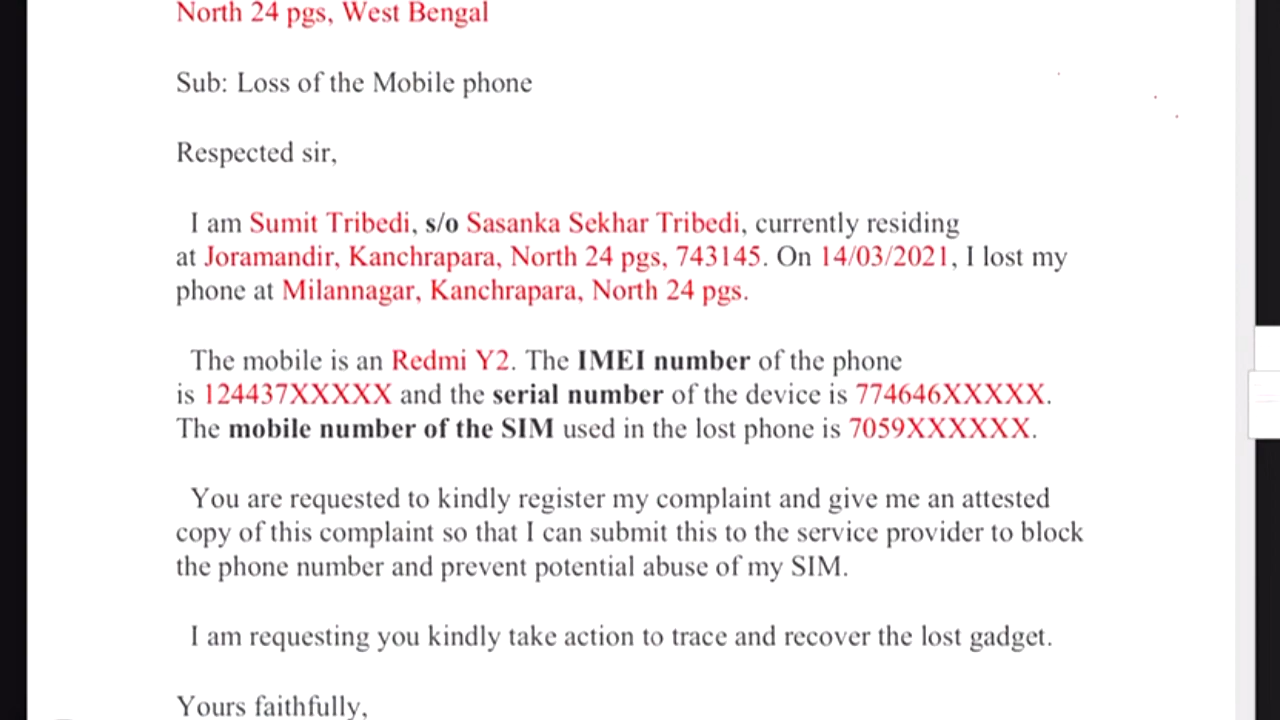 North 24 pgs, West Bengal
Sub: Loss of the Mobile phone
Respected sir,
I am Sumit Tribedi, s/o Sasanka Sekhar Tribedi, currently residing
at Joramandir, Kanchrapara, North 24 pgs, 743145. On 14/03/2021, I lost my
phone at Milannagar, Kanchrapara, North 24 pgs.
The mobile is an Redmi Y2. The IMEI number of the phone
is 124437XXXXX and the serial number of the device is 774646XXXXX.
The mobile number of the SIM used in the lost phone is 7059XXXXXX.
You are requested to kindly register my complaint and give me an attested
copy of this complaint so that I can submit this to the service provider to block
the phone number and prevent potential abuse of my SIM.
I am requesting you kindly take action to trace and recover the lost gadget.
Yours faithfully,